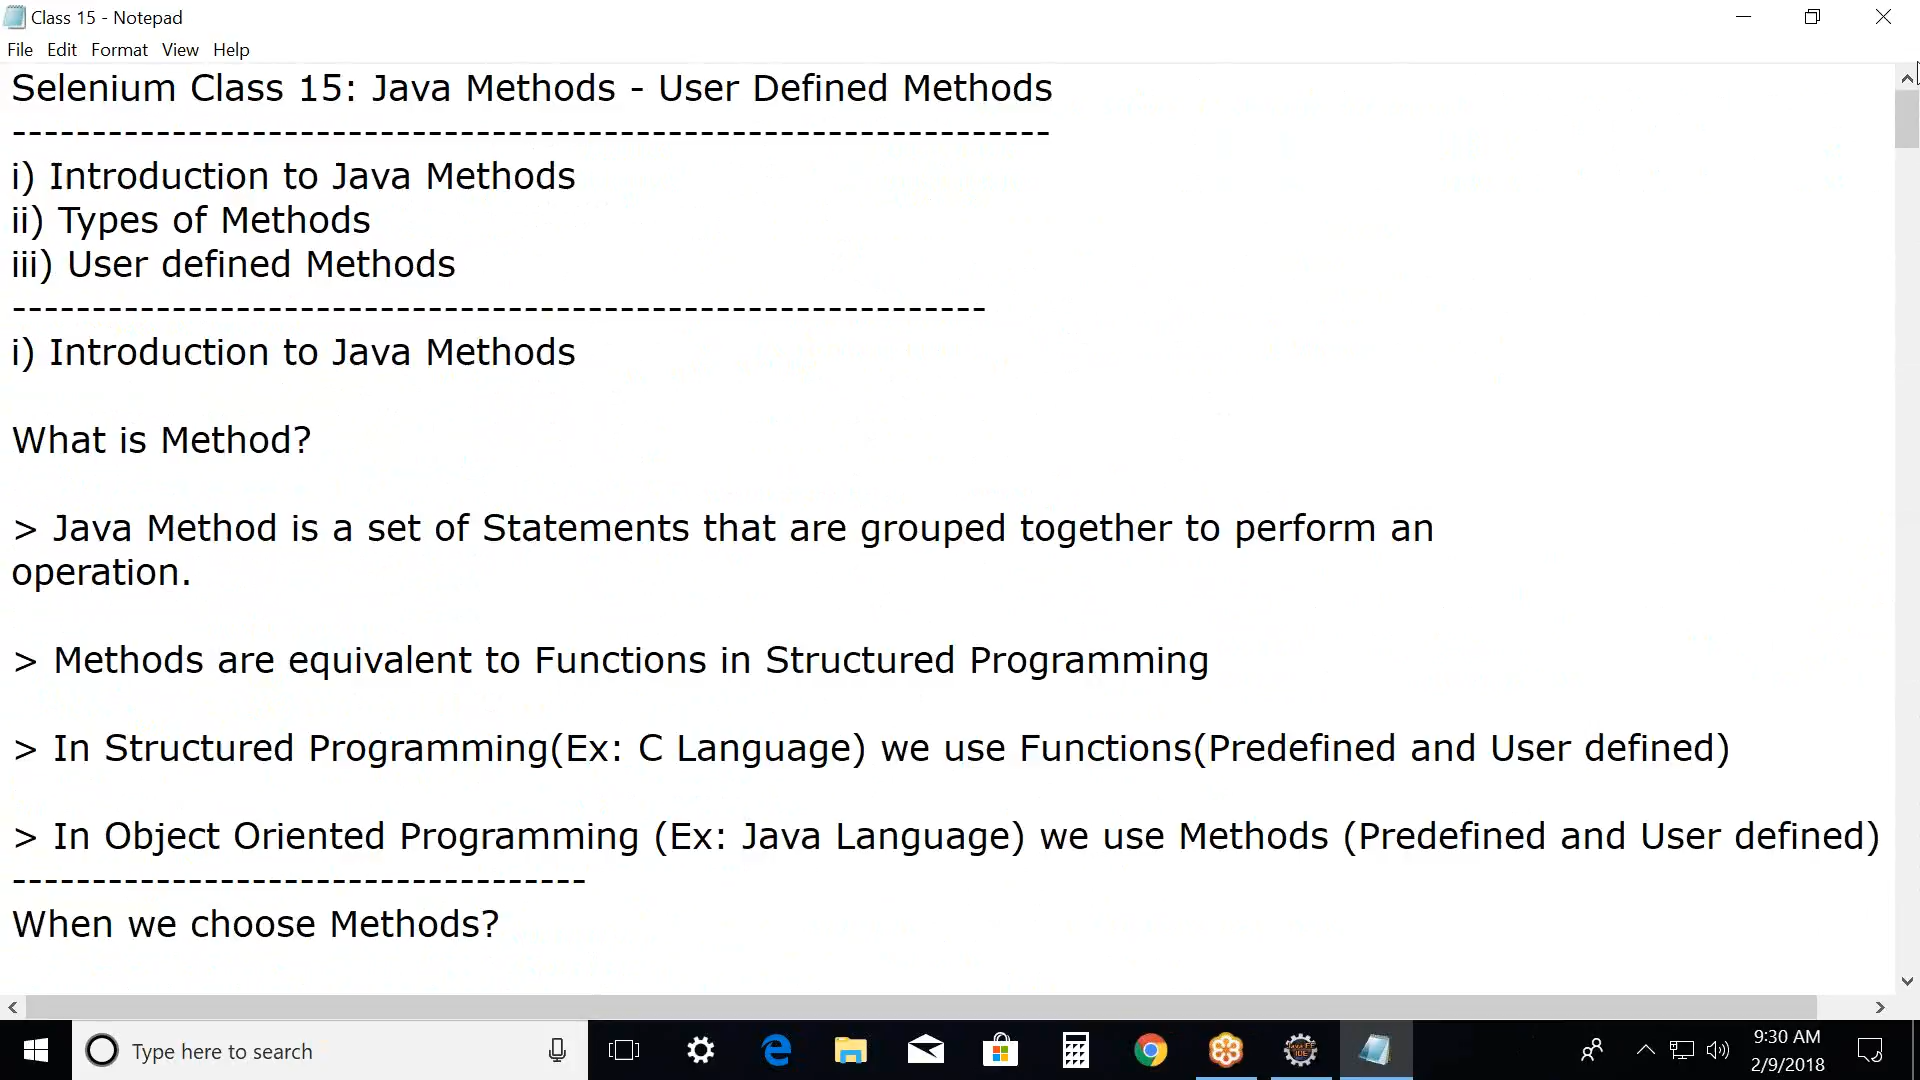 Class 15 - Notepad
File Edit Format View Help
Selenium Class 15: Java Methods - User Defined Methods
-----------------------------------------------------------------
i) Introduction to Java Methods
ii) Types of Methods
iii) User defined Methods
-------------------------------------------------------------
i) Introduction to Java Methods
What is Method?
> Java Method is a set of Statements that are grouped together to perform an
operation.
> Methods are equivalent to Functions in Structured Programming
> In Structured Programming(Ex: C Language) we use Functions(Predefined and User defined)
> In Object Oriented Programming (Ex: Java Language) we use Methods (Predefined and User defined)
------------------------------------
When we choose Methods?
Type here to search
9:30 AM
2/9/2018